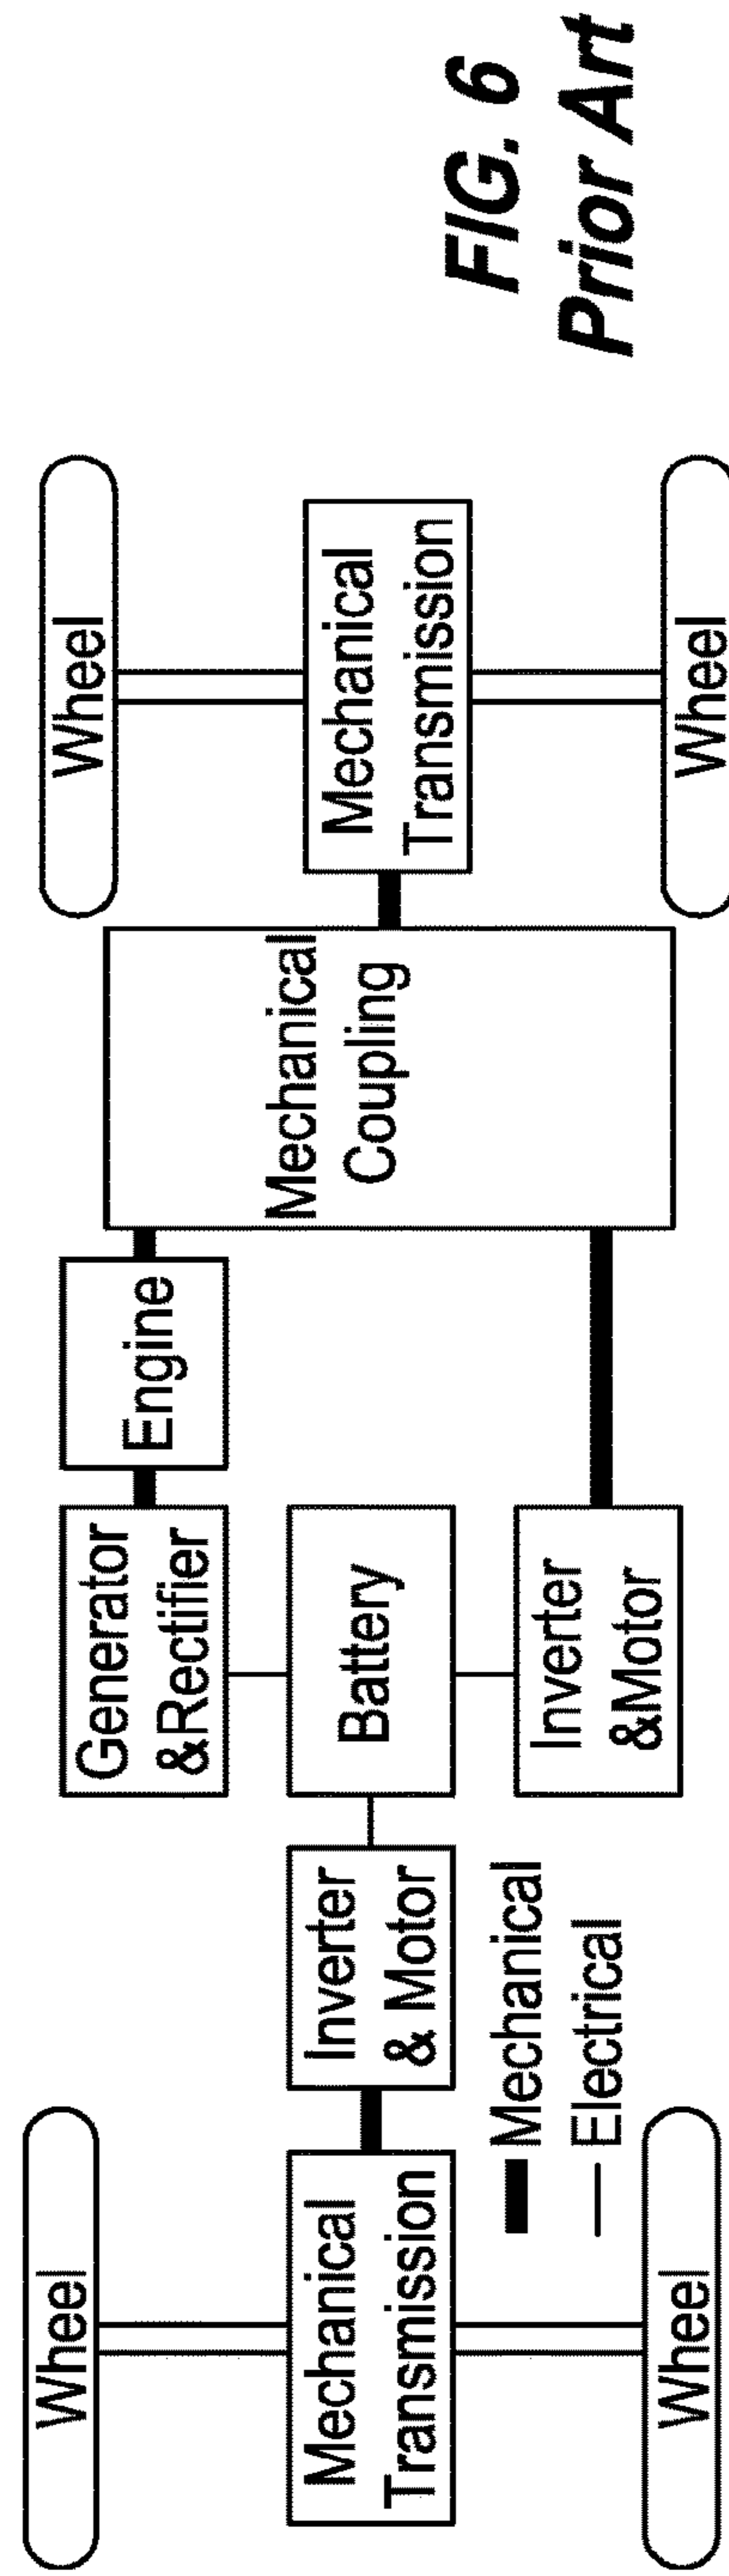 Wheel
Mechanical
Transmission
Wheel
Inverter
& Motor
Mechanical
Electrical
Generator
&Rectifier
Battery
Inverter
&Motor
Engine
Mechanical
Coupling
Wheel
Mechanical
Transmission
Wheel
FIG. 6
Prior Art